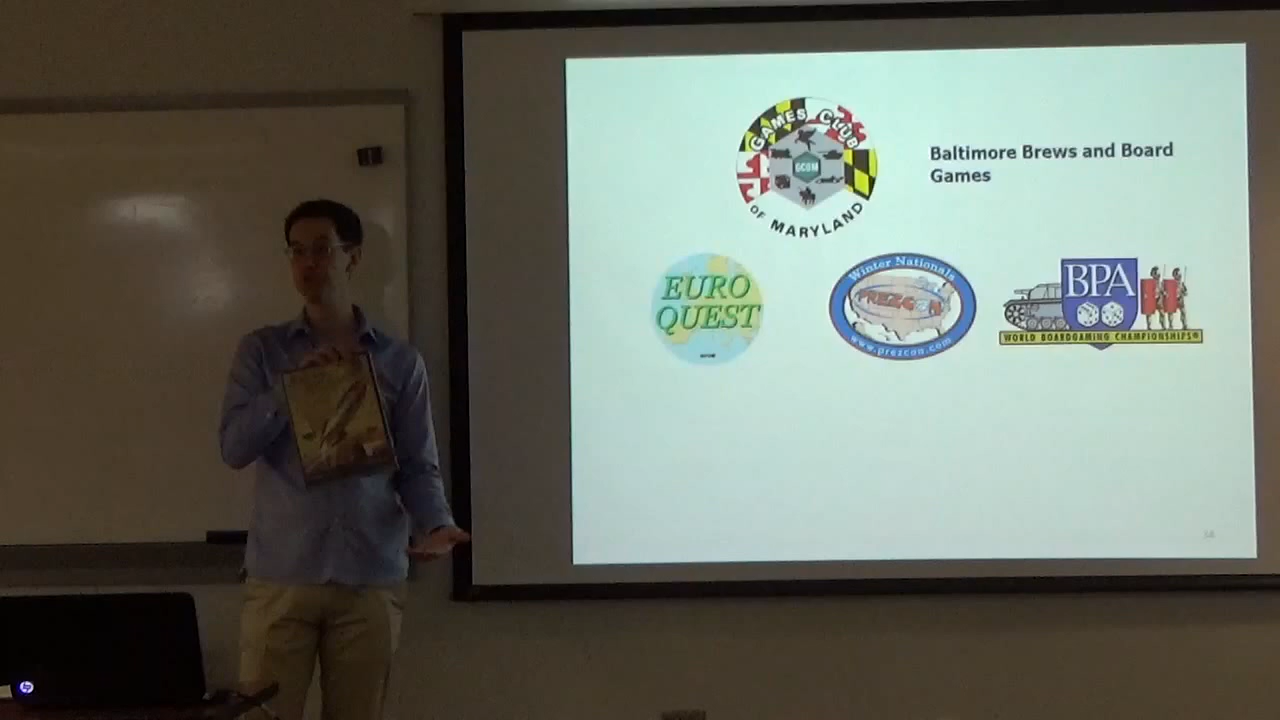 GAMES CLUB
OF MARYLAND
GCOM
Baltimore Brews and Board
Games
EURO
QUEST
Winter Nationals
PREZCON
www.prezcon.com
BPA
WORLD BOARDGAMING CHAMPIONSHIPS®
hp